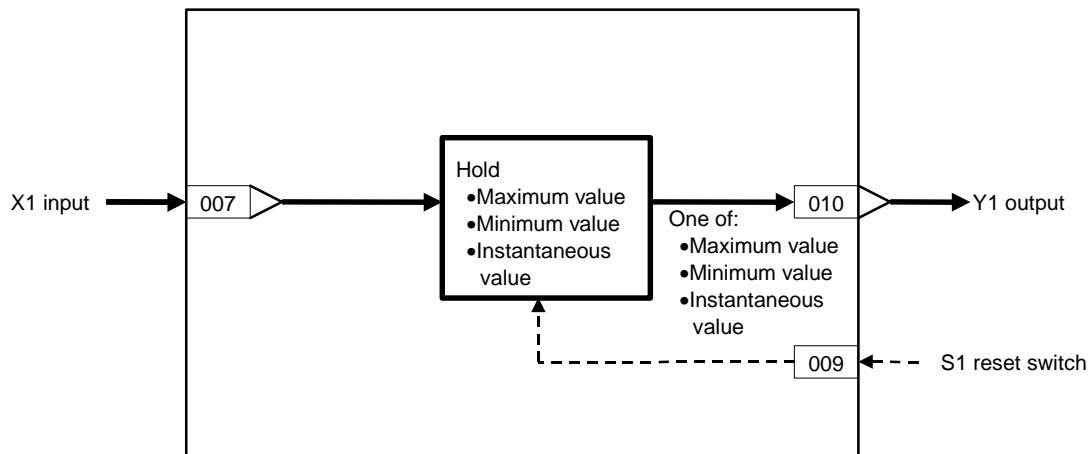 X1 input
007
Hold
•Maximum value
•Minimum value
•Instantaneous
value
One of:
•Maximum value
•Minimum value
•Instantaneous
value
010
Y1 output
009
S1 reset switch